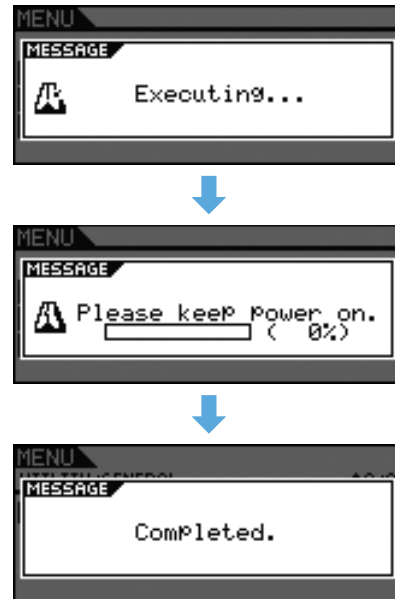 MENU
MESSAGE
Executing...
MENU
MESSAGE
Please keep power on.
( 0%)
MENU
MESSAGE
Completed.